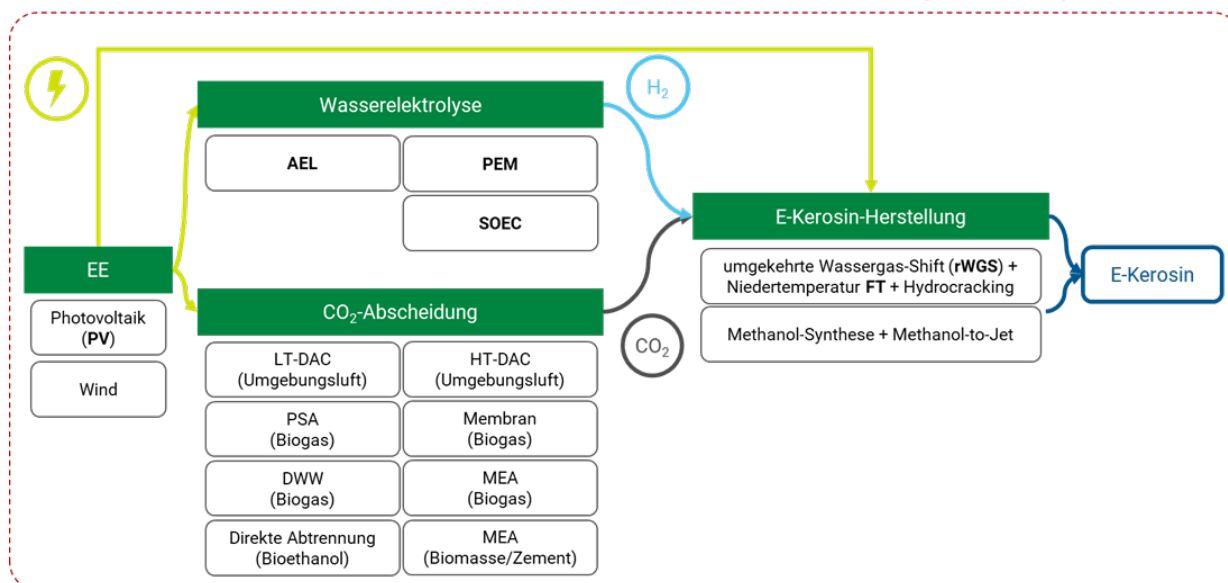 H₂
Wasserelektrolyse
AEL
PEM
SOEC
EE
Photovoltaik
(PV)
Wind
CO₂-Abscheidung
LT-DAC
(Umgebungsluft)
HT-DAC
(Umgebungsluft)
PSA
(Biogas)
Membran
(Biogas)
DWW
(Biogas)
MEA
(Biogas)
Direkte Abtrennung
(Bioethanol)
MEA
(Biomasse/Zement)
CO₂
E-Kerosin-Herstellung
umgekehrte Wassergas-Shift (rWGS) +
Niedertemperatur FT + Hydrocracking
Methanol-Synthese + Methanol-to-Jet
E-Kerosin